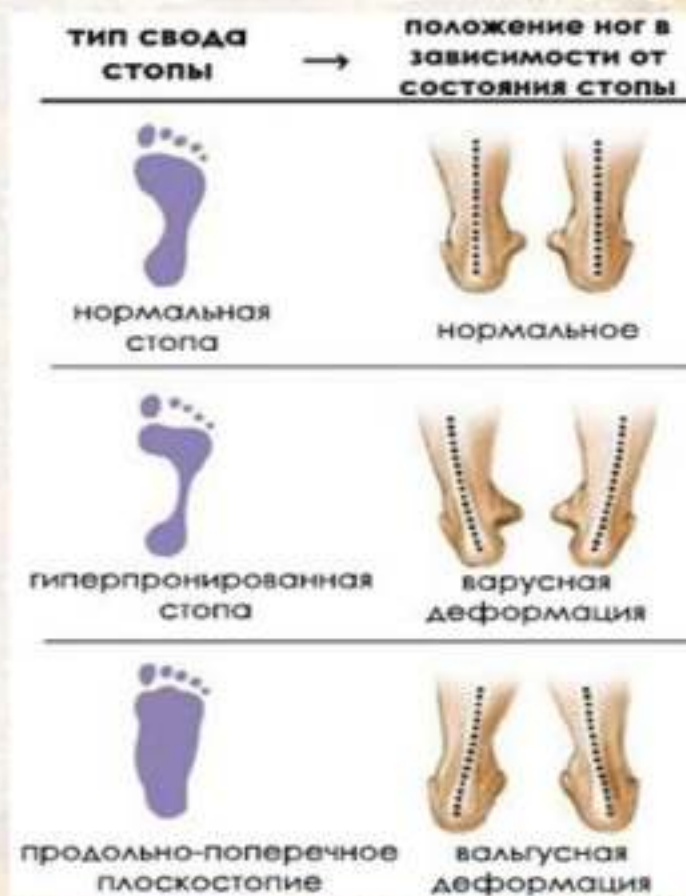 тип свода
стопы
→
положение ног в
зависимости от
состояния стопы
нормальная
стопа
нормальное
гиперпронированная
стопа
варусная
деформация
продольно-поперечное
плоскостопие
вальгусная
деформация